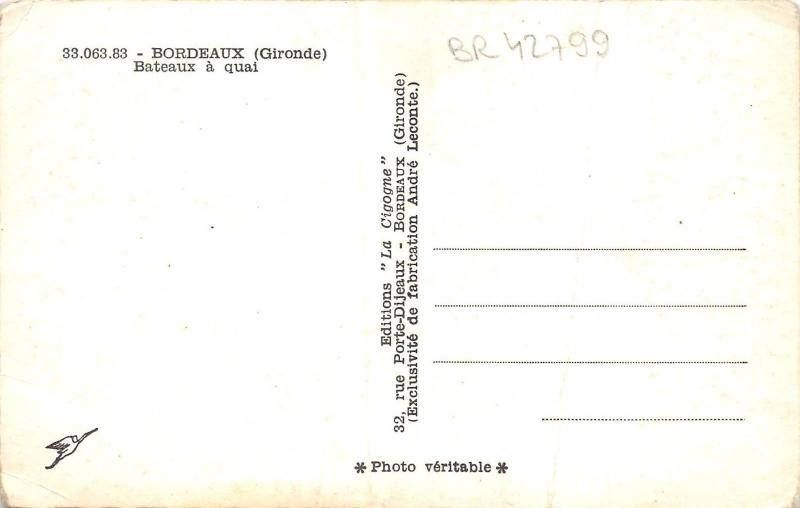 33.063.83 - BORDEAUX (Gironde)
Bateaux à quai
BR 42799
Editions "La Cigogne"
32, rue Porte-Dijeaux - BORDEAUX (Gironde)
(Exclusivité de fabrication André Leconte.)
* Photo véritable *